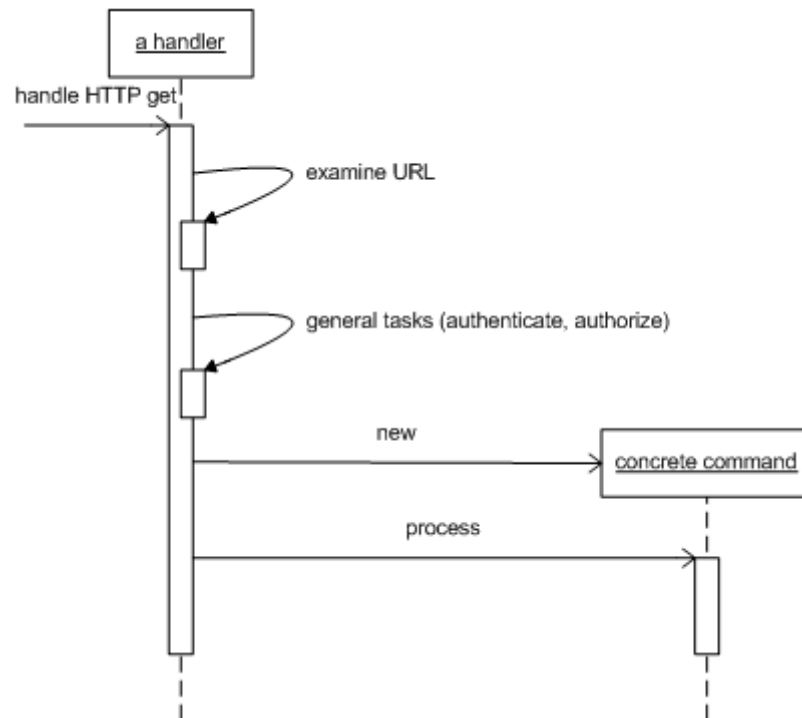 a handler
handle HTTP get
examine URL
general tasks (authenticate, authorize)
new
concrete command
process